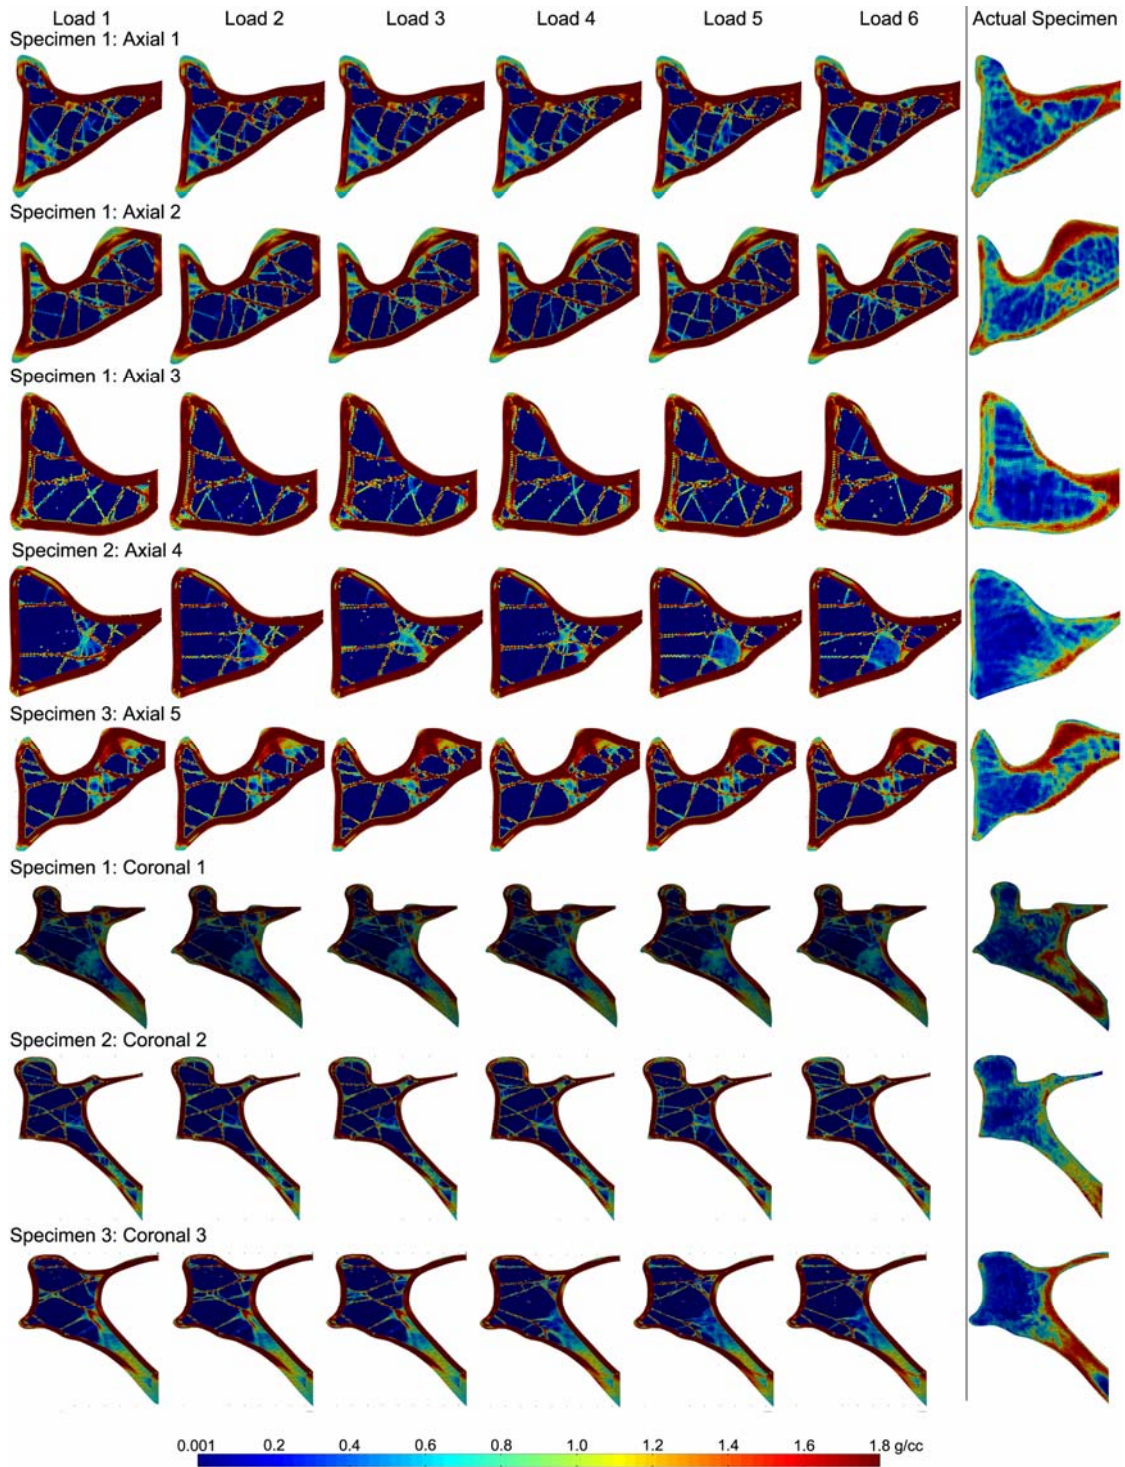 Load 1 Load 2 Load 3 Load 4 Load 5 Load 6 Actual Specimen
Specimen 1: Axial 1
Specimen 1: Axial 2
Specimen 1: Axial 3
Specimen 2: Axial 4
Specimen 3: Axial 5
Specimen 1: Coronal 1
Specimen 2: Coronal 2
Specimen 3: Coronal 3
0.001 0.2 0.4 0.6 0.8 1.0 1.2 1.4 1.6 1.8 g/cc